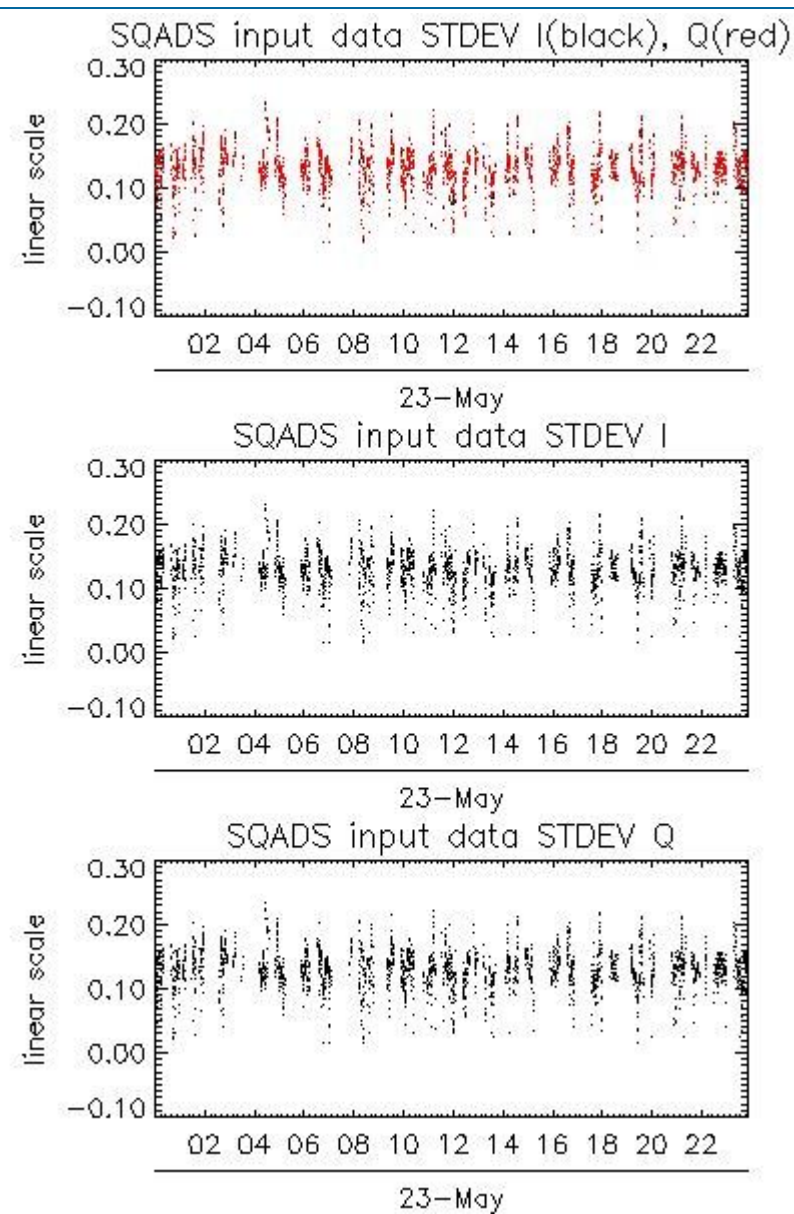 SQADS input data STDEV I(black), Q(red)
0.30
0.20
0.10
0.00
-0.10
linear scale
02 04 06 08 10 12 14 16 18 20 22
23-May
SQADS input data STDEV I
0.30
0.20
0.10
0.00
-0.10
linear scale
02 04 06 08 10 12 14 16 18 20 22
23-May
SQADS input data STDEV Q
0.30
0.20
0.10
0.00
-0.10
linear scale
02 04 06 08 10 12 14 16 18 20 22
23-May